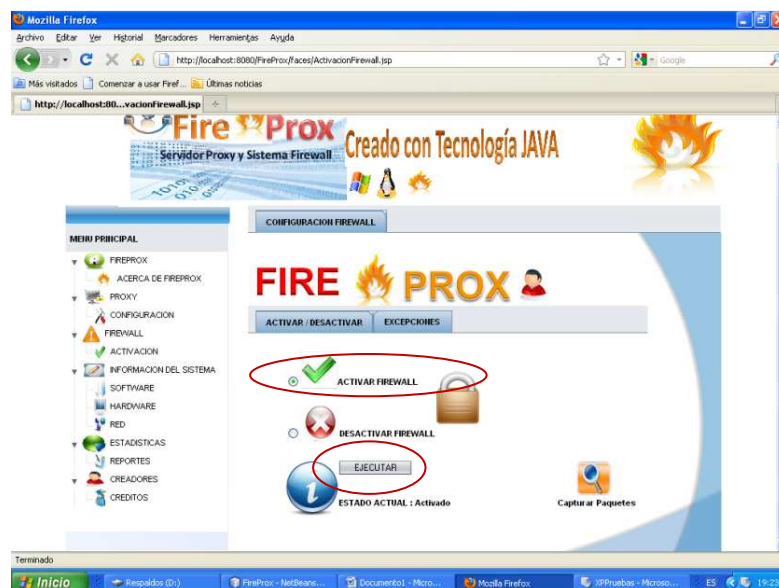 Mozilla Firefox
Archivo Editar Ver Historial Marcadores Herramientas Ayuda
http://localhost:8080/FireProx/faces/ActivacionFirewall.jsp
Google
Más visitados Comenzar a usar Firef... Últimas noticias
http://localhost:80...vacionFirewall.jsp
Fire Prox
Servidor Proxy y Sistema Firewall
Creado con Tecnología JAVA
CONFIGURACION FIREWALL
MENU PRINCIPAL
FIREPROX
ACERCA DE FIREPROX
PROXY
CONFIGURACION
FIREWALL
ACTIVACION
INFORMACION DEL SISTEMA
SOFTWARE
HARDWARE
RED
ESTADISTICAS
REPORTES
CREADORES
CREDITOS
FIRE PROX
ACTIVAR / DESACTIVAR EXCEPCIONES
ACTIVAR FIREWALL
DESACTIVAR FIREWALL
EJECUTAR
ESTADO ACTUAL : Activado
Capturar Paquetes
Terminado
Inicio Respaldos (D:) FireProx - NetBeans... Documento1 - Micro... Mozilla Firefox XPPruebas - Microso... ES 19:23